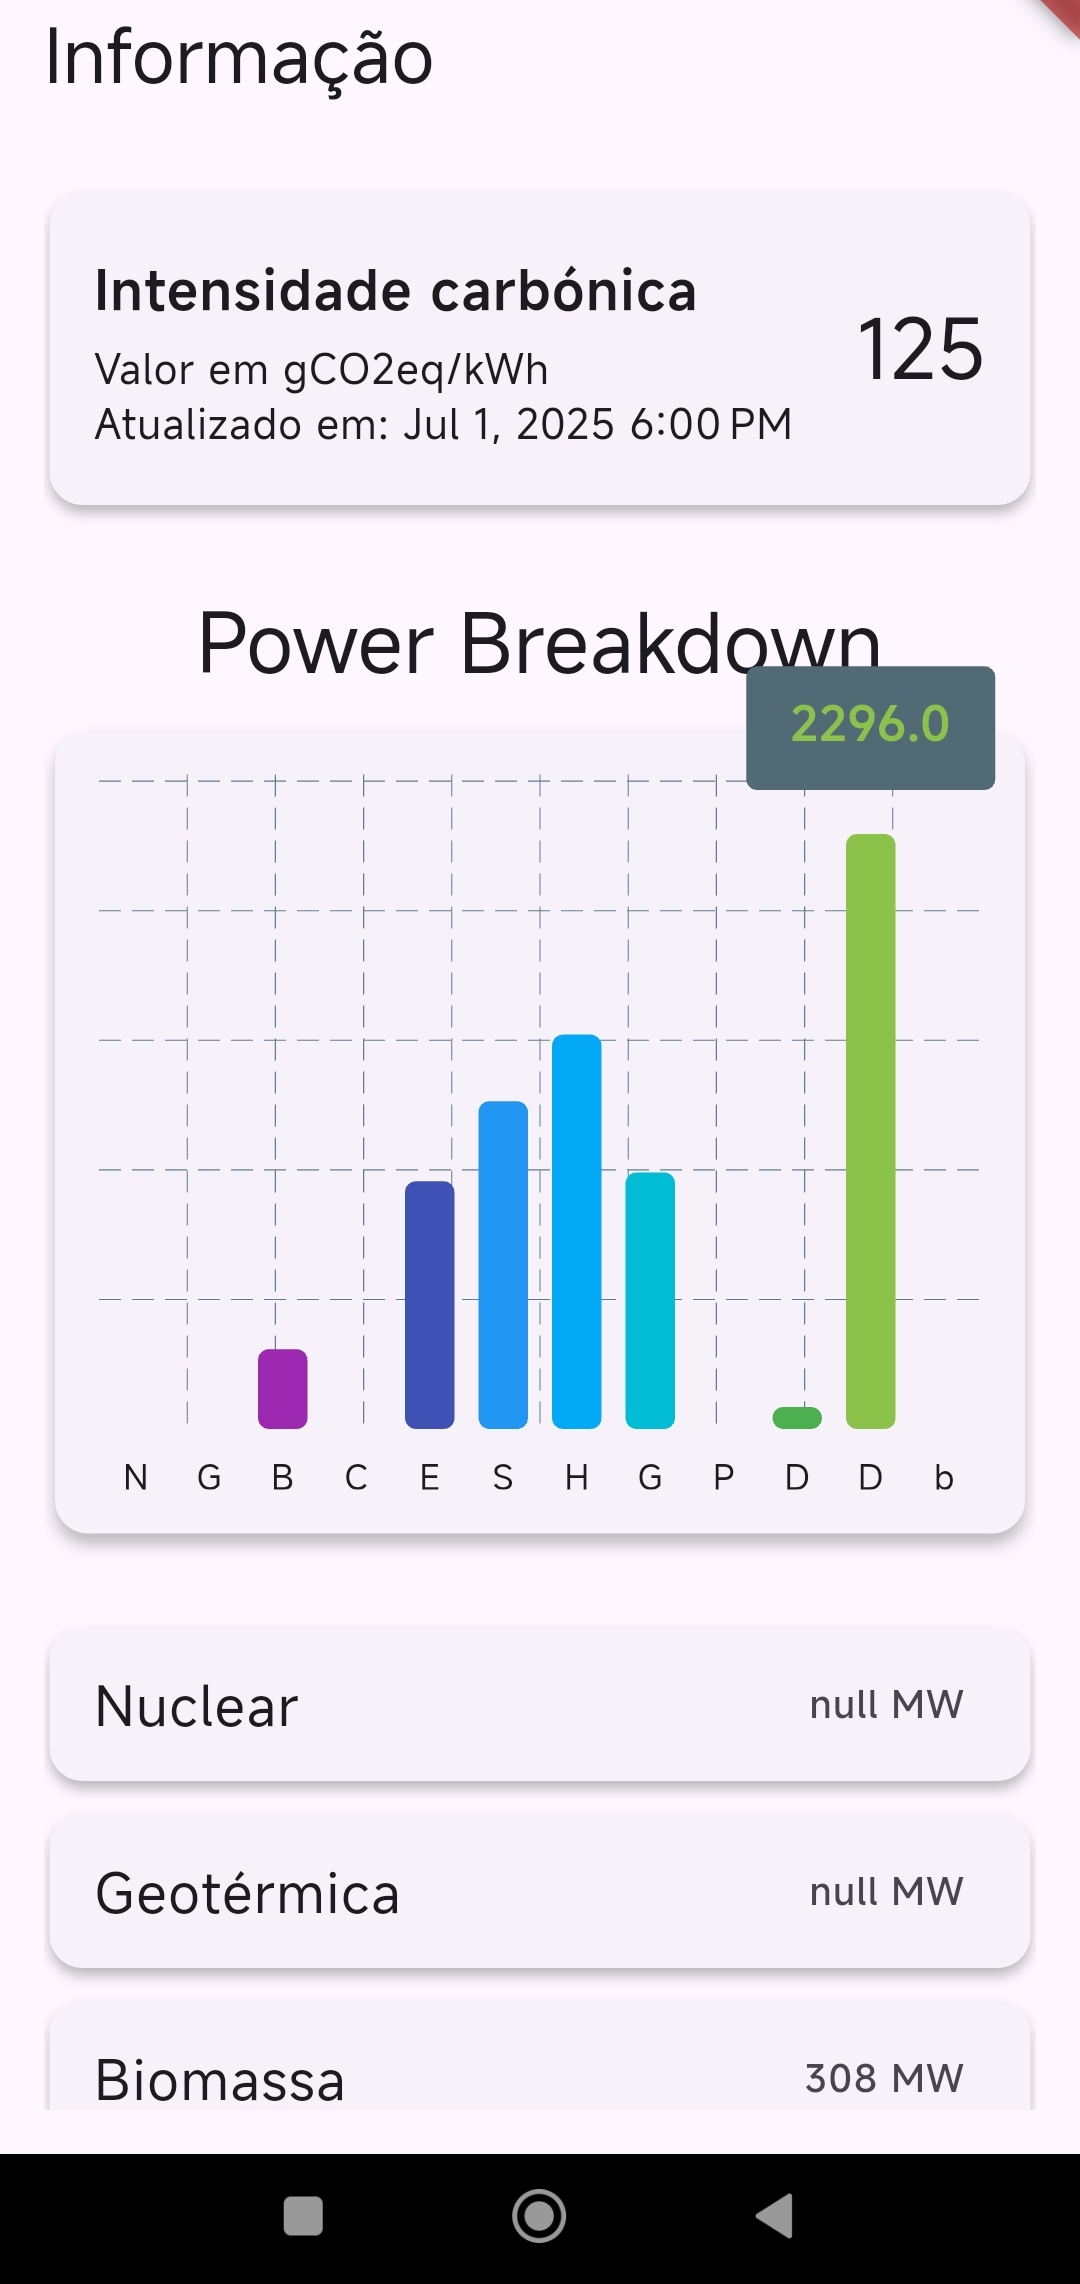 Informação
Intensidade carbónica
Valor em gCO2eq/kWh
Atualizado em: Jul 1, 2025 6:00 PM
125
Power Breakdown
2296.0
N G B C E S H G P D D b
Nuclear null MW
Geotérmica null MW
Biomassa 308 MW